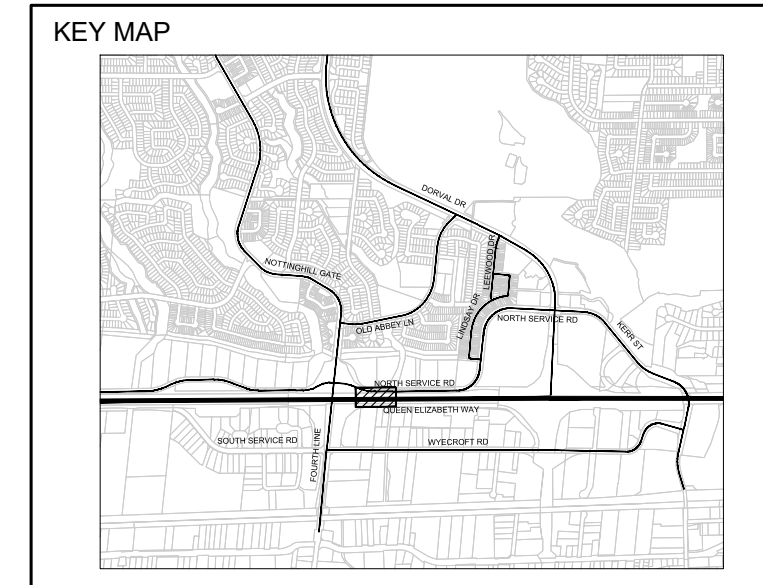 KEY MAP
DORVAL DR
NOTTINGHILL GATE
LEEWOOD DR
OLD ABBEY LN
LINDSAY DR
NORTH SERVICE RD
KERR ST
NORTH SERVICE RD
QUEEN ELIZABETH WAY
SOUTH SERVICE RD
FOURTH LINE
WYECROFT RD